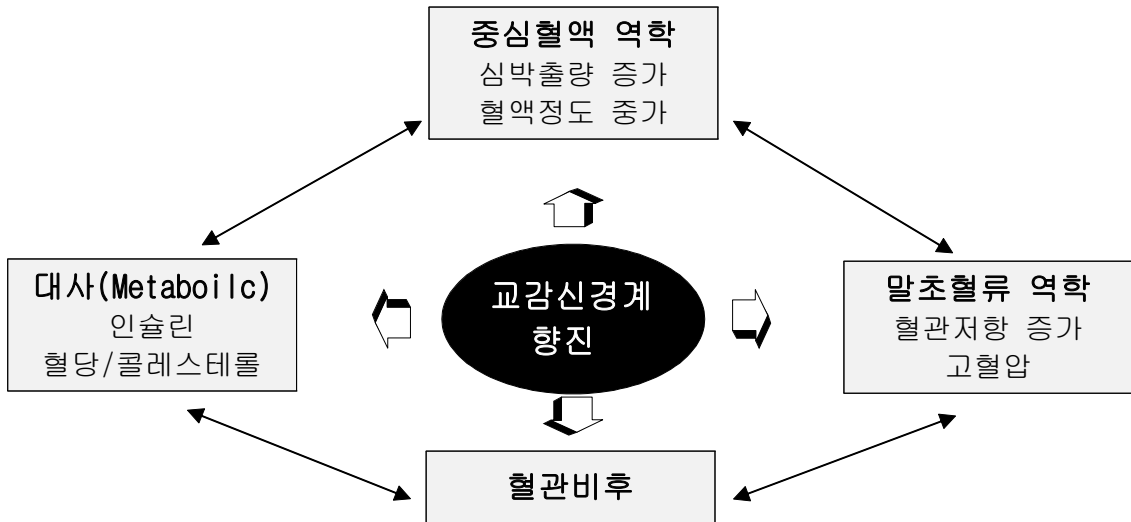 중심혈액 역학
심박출량 증가
혈액정도 중가
대사(Metaboilc)
인슐린
혈당/콜레스테롤
교감신경계
향진
말초혈류 역학
혈관저항 증가
고혈압
혈관비후